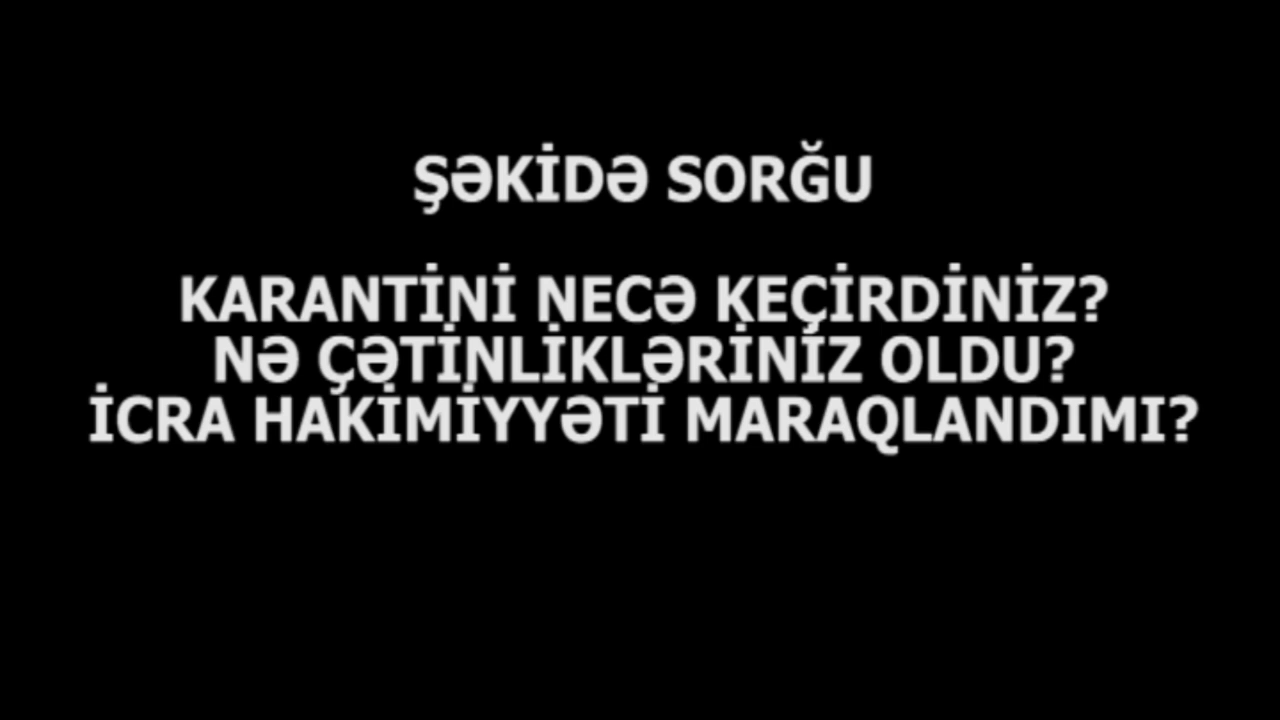 ŞƏKİDƏ SORĞU
KARANTİNİ NECƏ KEÇİRDİNİZ?
NƏ ÇƏTİNLİKLƏRİNİZ OLDU?
İCRA HAKİMİYYƏTİ MARAQLANDIMI?